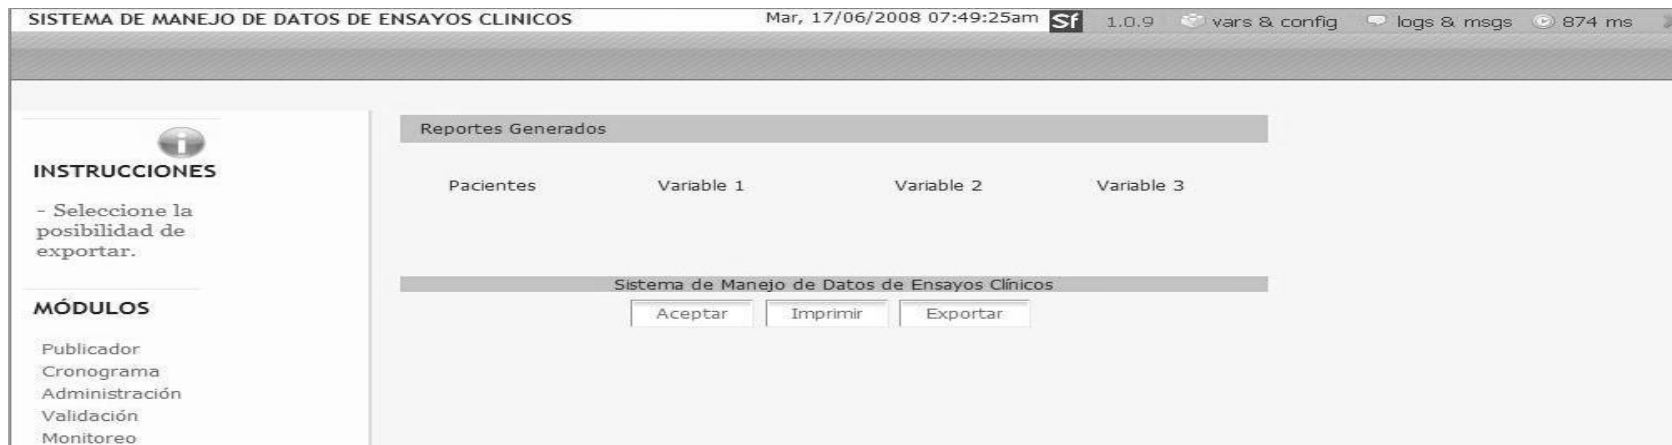 SISTEMA DE MANEJO DE DATOS DE ENSAYOS CLINICOS Mar, 17/06/2008 07:49:25am Sf 1.0.9 vars & config logs & msgs 874 ms
INSTRUCCIONES
- Seleccione la
posibilidad de
exportar.
MÓDULOS
Publicador
Cronograma
Administración
Validación
Monitoreo
Reportes Generados
Pacientes Variable 1 Variable 2 Variable 3
Sistema de Manejo de Datos de Ensayos Clínicos
Aceptar Imprimir Exportar